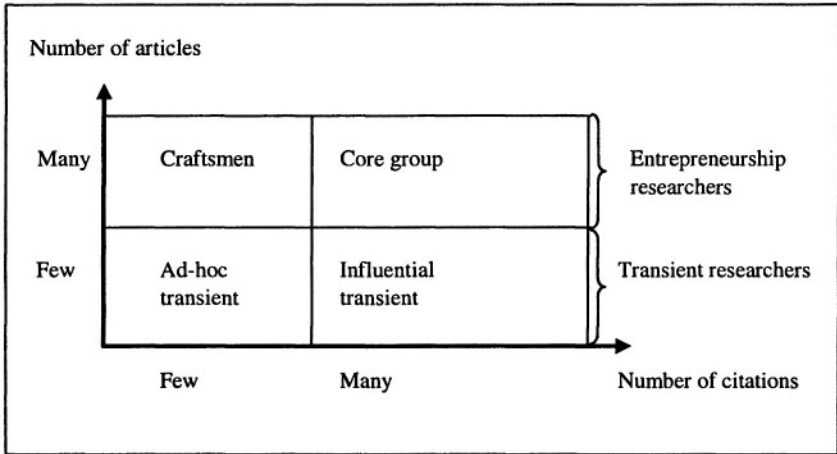 Number of articles
Many
Craftsmen
Core group
Entrepreneurship
researchers
Few
Ad-hoc
transient
Influential
transient
Transient researchers
Few
Many
Number of citations